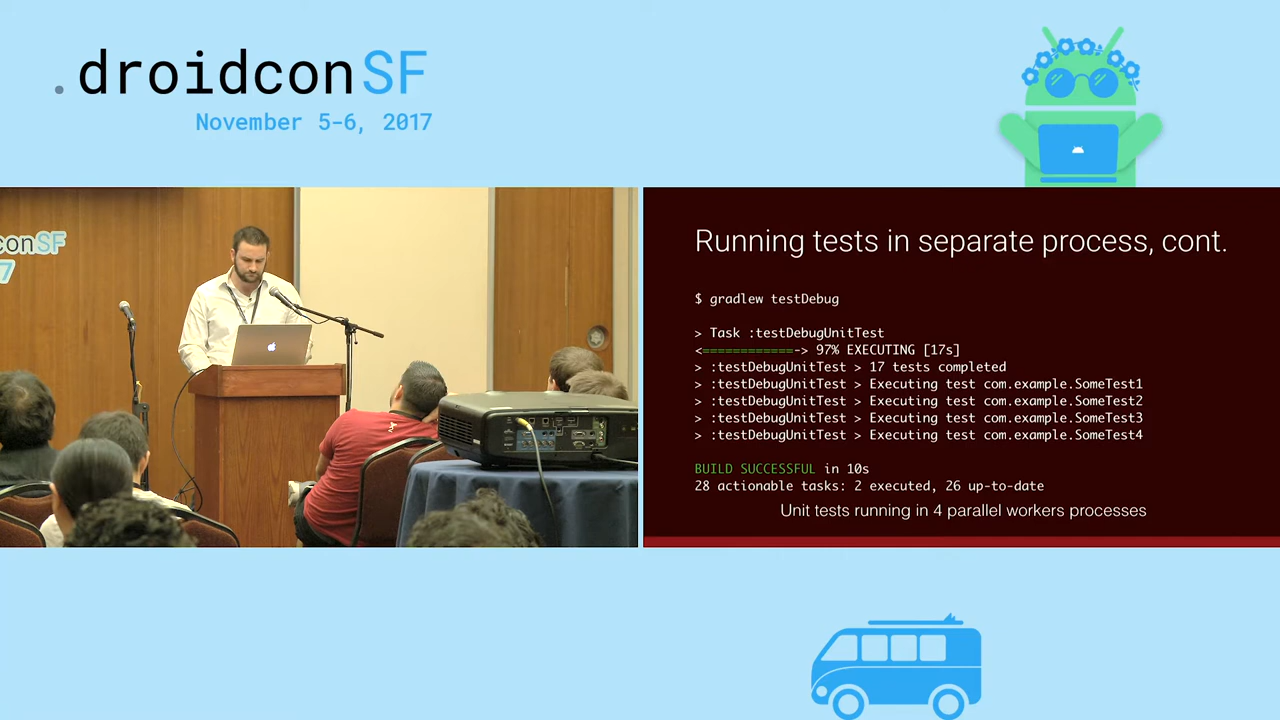 .droidconSF
November 5-6, 2017
conSF
7
Running tests in separate process, cont.
$ gradlew testDebug
> Task :testDebugUnitTest
<============-> 97% EXECUTING [17s]
> :testDebugUnitTest > 17 tests completed
> :testDebugUnitTest > Executing test com.example.SomeTest1
> :testDebugUnitTest > Executing test com.example.SomeTest2
> :testDebugUnitTest > Executing test com.example.SomeTest3
> :testDebugUnitTest > Executing test com.example.SomeTest4
BUILD SUCCESSFUL in 10s
28 actionable tasks: 2 executed, 26 up-to-date
Unit tests running in 4 parallel workers processes